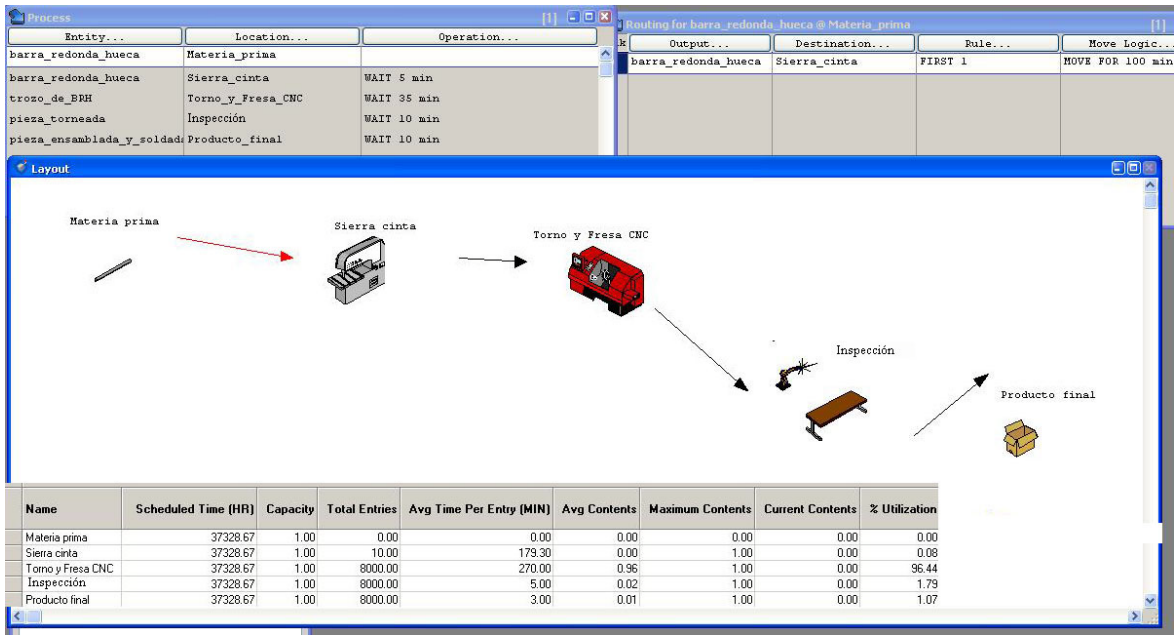 Process [1]
Entity... Location... Operation...
barra_redonda_hueca Materia_prima
barra_redonda_hueca Sierra_cinta WAIT 5 min
trozo_de_BRH Torno_y_Fresa_CNC WAIT 35 min
pieza_torneada Inspección WAIT 10 min
pieza_ensamblada_y_soldada Producto_final WAIT 10 min
Routing for barra_redonda_hueca @ Materia_prima [1]
Output... Destination... Rule... Move Logic...
barra_redonda_hueca Sierra_cinta FIRST 1 MOVE FOR 100 min
Layout
Materia prima
Sierra cinta
Torno y Fresa CNC
Inspección
Producto final
Name Scheduled Time (HR) Capacity Total Entries Avg Time Per Entry (MIN) Avg Contents Maximum Contents Current Contents % Utilization
Materia prima 37328.67 1.00 0.00 0.00 0.00 0.00 0.00 0.00
Sierra cinta 37328.67 1.00 10.00 179.30 0.00 1.00 0.00 0.08
Torno y Fresa CNC 37328.67 1.00 8000.00 270.00 0.96 1.00 0.00 96.44
Inspección 37328.67 1.00 8000.00 5.00 0.02 1.00 0.00 1.79
Producto final 37328.67 1.00 8000.00 3.00 0.01 1.00 0.00 1.07